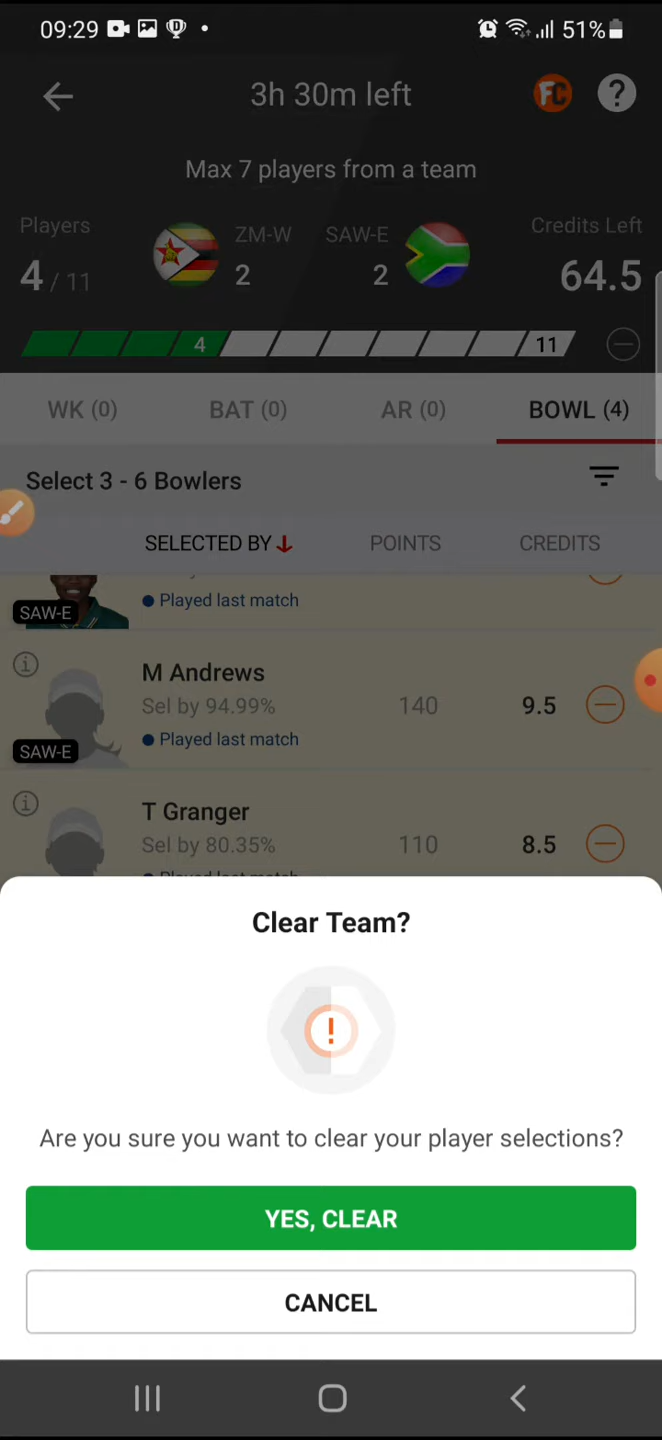 09:29 51%
3h 30m left FC ?
Max 7 players from a team
Players ZM-W SAW-E Credits Left
4 / 11 2 2 64.5
4 11
WK (0) BAT (0) AR (0) BOWL (4)
Select 3 - 6 Bowlers
SELECTED BY POINTS CREDITS
SAW-E Played last match
M Andrews
Sel by 94.99% 140 9.5
SAW-E Played last match
T Granger
Sel by 80.35% 110 8.5
Played last match
Clear Team?
!
Are you sure you want to clear your player selections?
YES, CLEAR
CANCEL